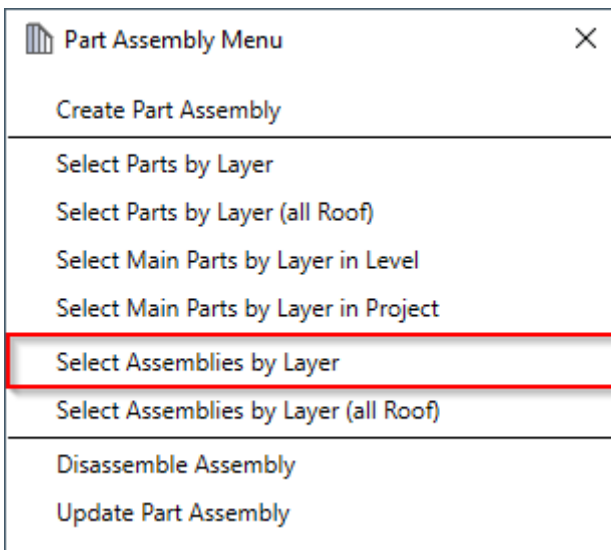 Part Assembly Menu
Create Part Assembly
Select Parts by Layer
Select Parts by Layer (all Roof)
Select Main Parts by Layer in Level
Select Main Parts by Layer in Project
Select Assemblies by Layer
Select Assemblies by Layer (all Roof)
Disassemble Assembly
Update Part Assembly